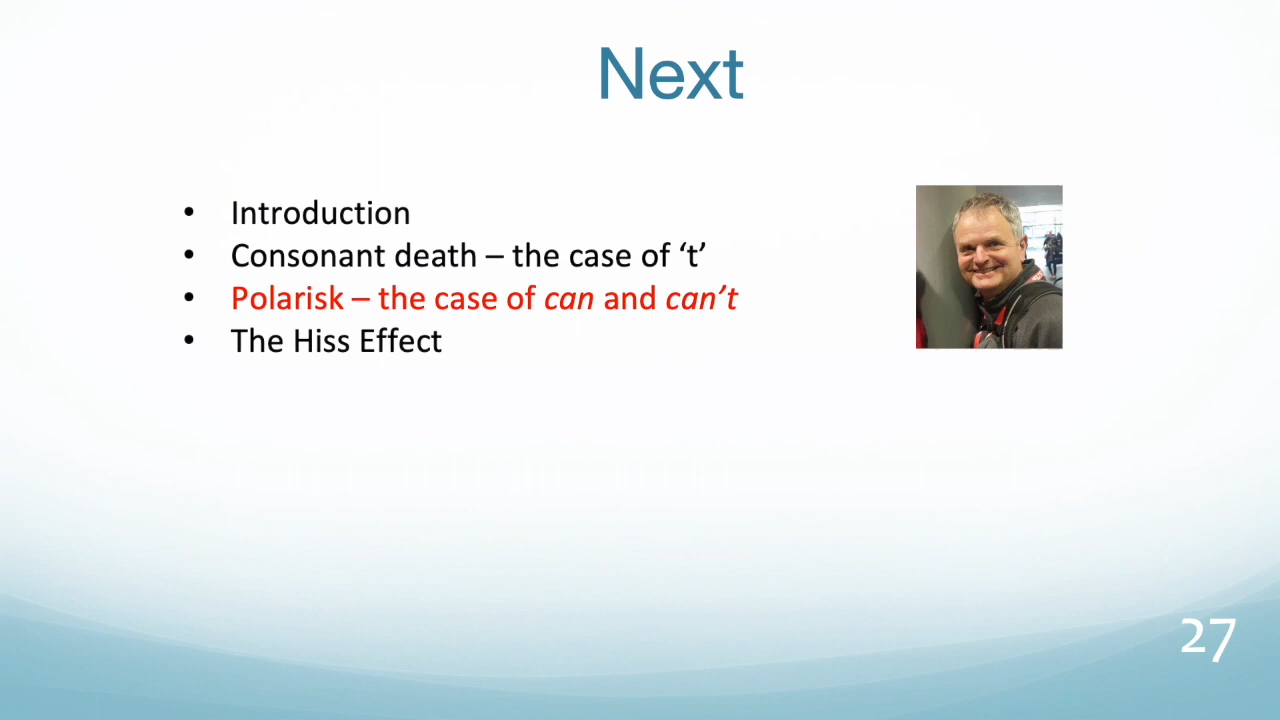 Next
• Introduction
• Consonant death – the case of ‘t’
• Polarisk – the case of can and can’t
• The Hiss Effect
27